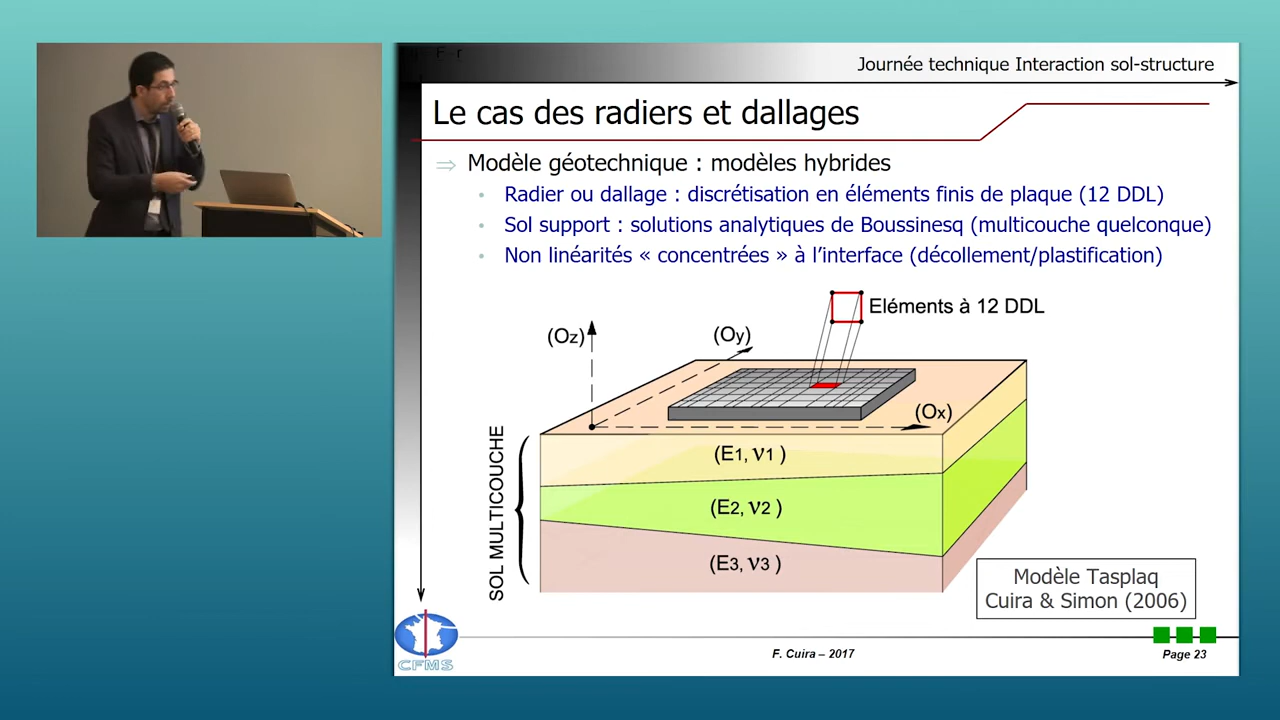 F r
Journée technique Interaction sol-structure
Le cas des radiers et dallages
⇒ Modèle géotechnique : modèles hybrides
• Radier ou dallage : discrétisation en éléments finis de plaque (12 DDL)
• Sol support : solutions analytiques de Boussinesq (multicouche quelconque)
• Non linéarités « concentrées » à l’interface (décollement/plastification)
Eléments à 12 DDL
(Oz)
(Oy)
(Ox)
SOL MULTICOUCHE
(E1, ν1 )
(E2, ν2 )
(E3, ν3 )
Modèle Tasplaq
Cuira & Simon (2006)
CFMS
F. Cuira – 2017
Page 23